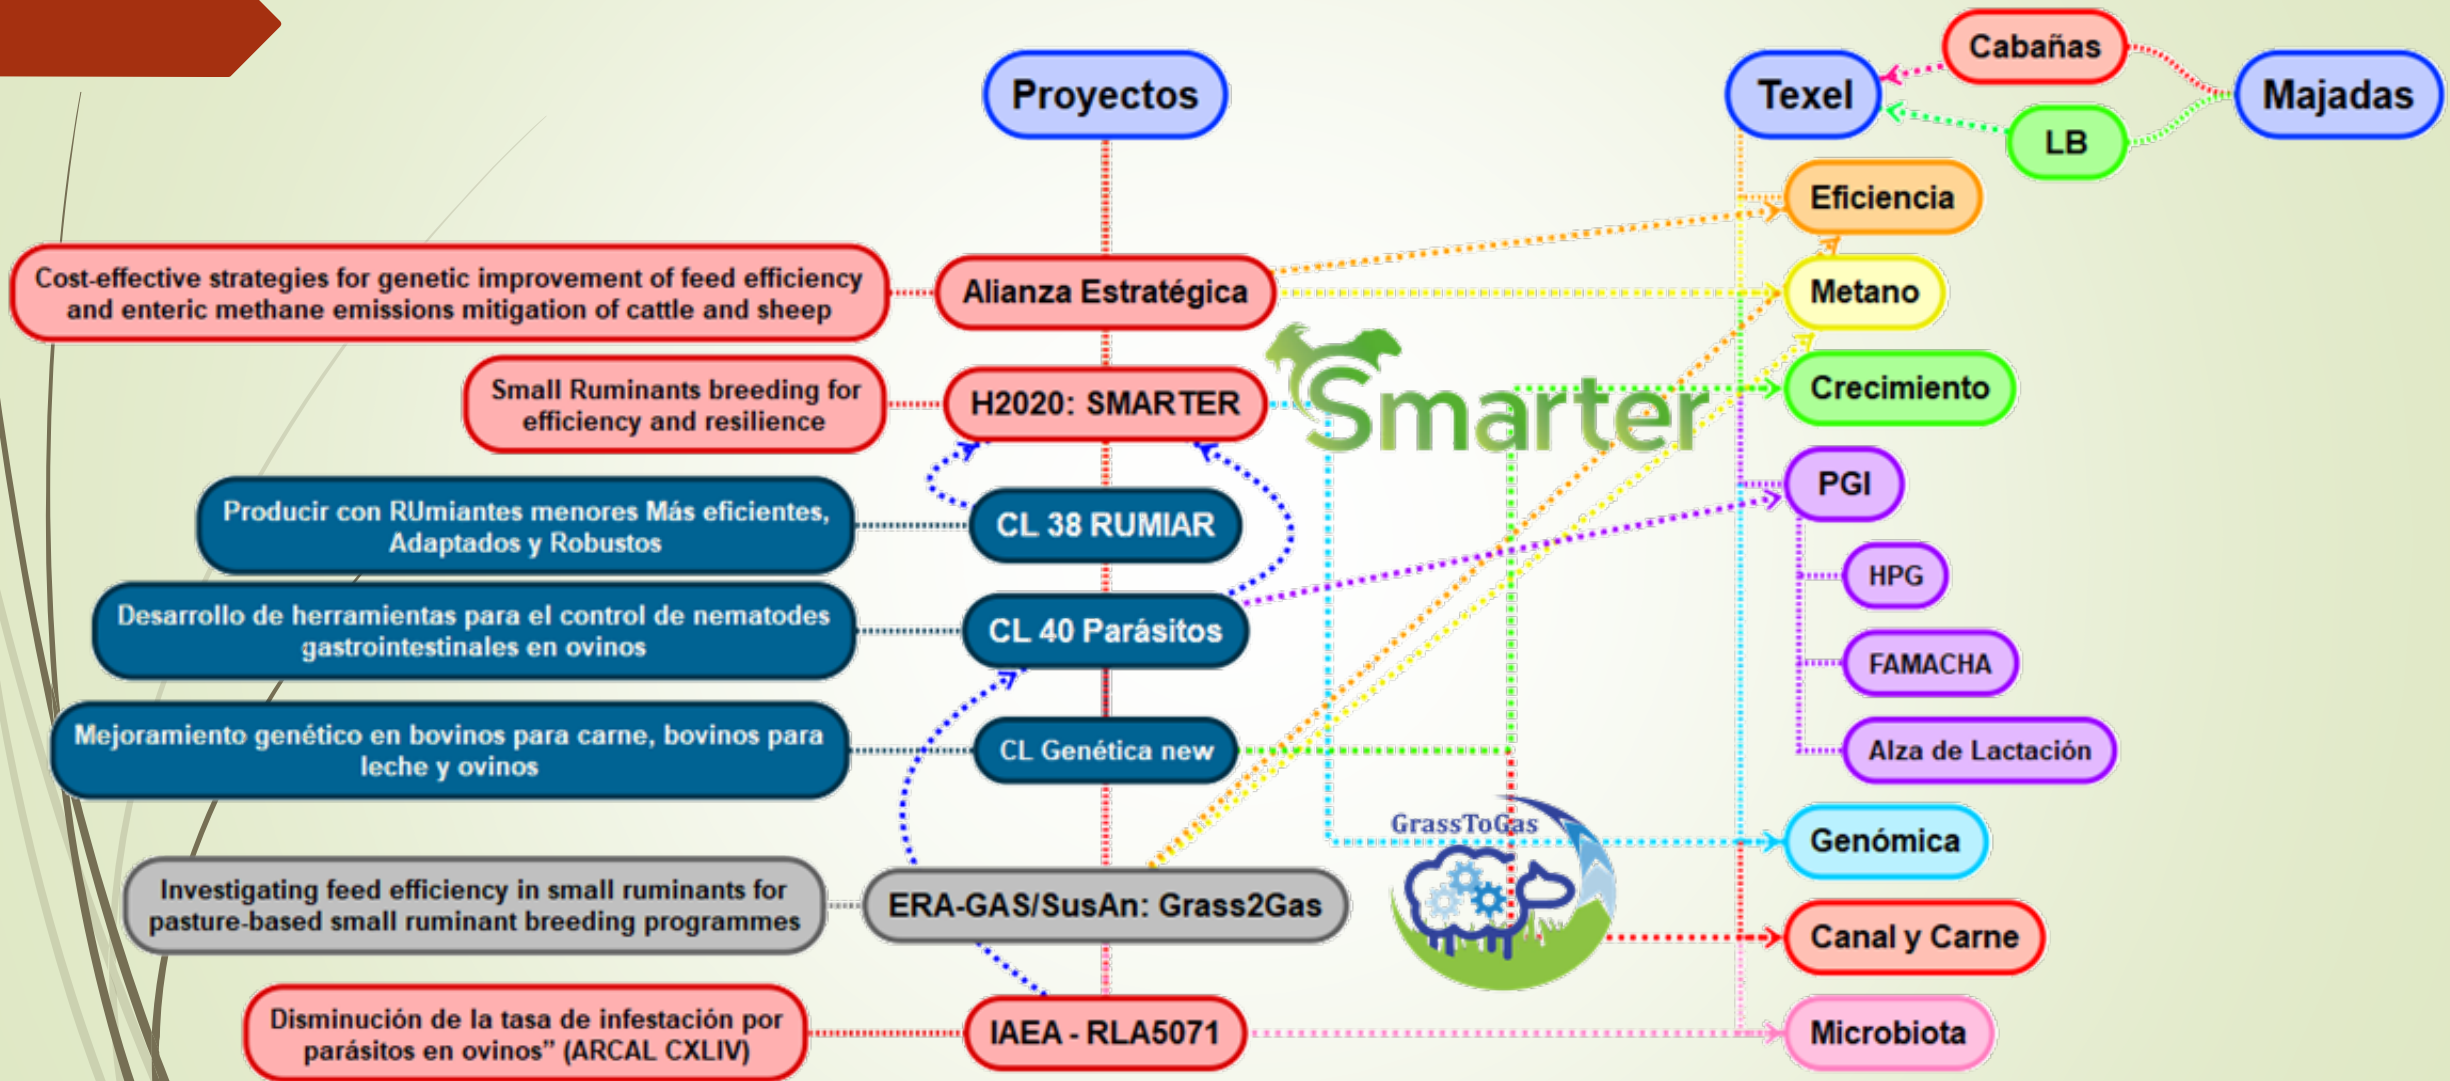 Proyectos
Texel
Cabañas
LB
Majadas
Cost-effective strategies for genetic improvement of feed efficiency
and enteric methane emissions mitigation of cattle and sheep
Alianza Estratégica
Small Ruminants breeding for
efficiency and resilience
H2020: SMARTER
Smarter
Producir con RUmiantes menores Más eficientes,
Adaptados y Robustos
CL 38 RUMIAR
Desarrollo de herramientas para el control de nematodes
gastrointestinales en ovinos
CL 40 Parásitos
Mejoramiento genético en bovinos para carne, bovinos para
leche y ovinos
CL Genética new
Investigating feed efficiency in small ruminants for
pasture-based small ruminant breeding programmes
ERA-GAS/SusAn: Grass2Gas
GrassToGas
Disminución de la tasa de infestación por
parásitos en ovinos” (ARCAL CXLIV)
IAEA - RLA5071
Eficiencia
Metano
Crecimiento
PGI
HPG
FAMACHA
Alza de Lactación
Genómica
Canal y Carne
Microbiota